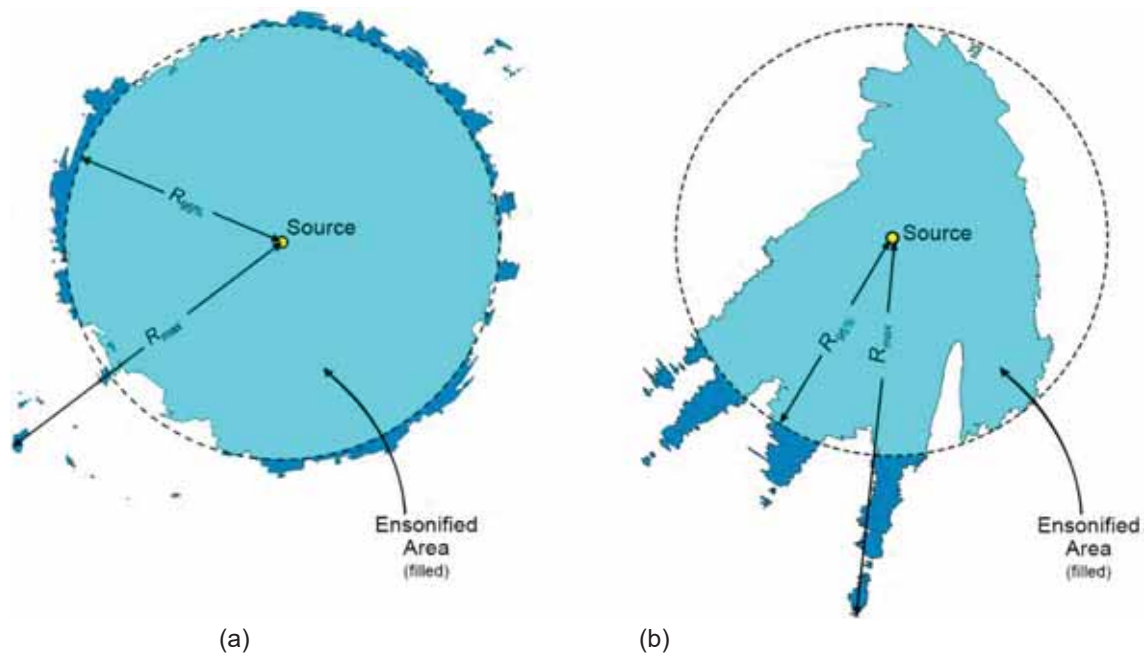 Source
R95%
Rmax
Ensonified
Area
(filled)
(a)
Source
R95%
Rmax
Ensonified
Area
(filled)
(b)